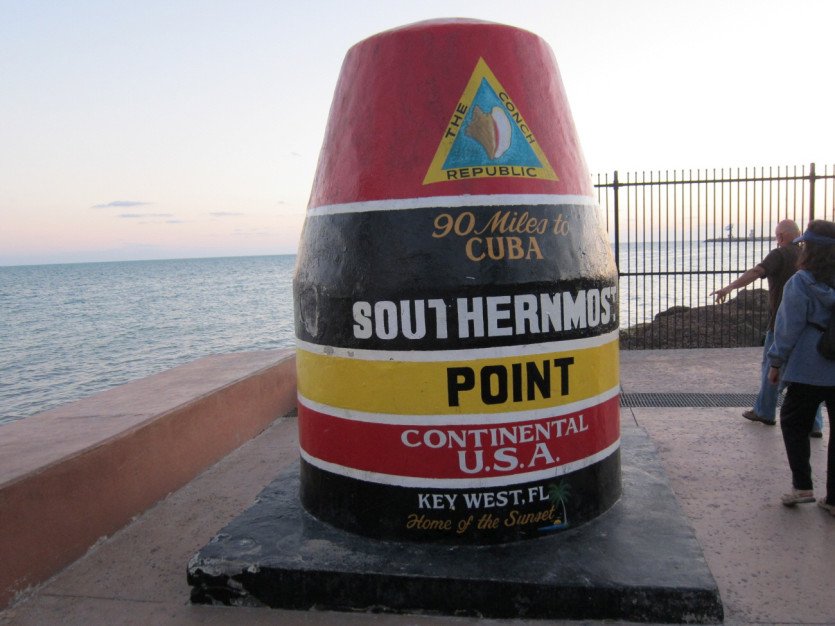 THE CONCH
REPUBLIC
90 Miles to
CUBA
SOUTHERNMOST
POINT
CONTINENTAL
U.S.A.
KEY WEST, FL
Home of the Sunset